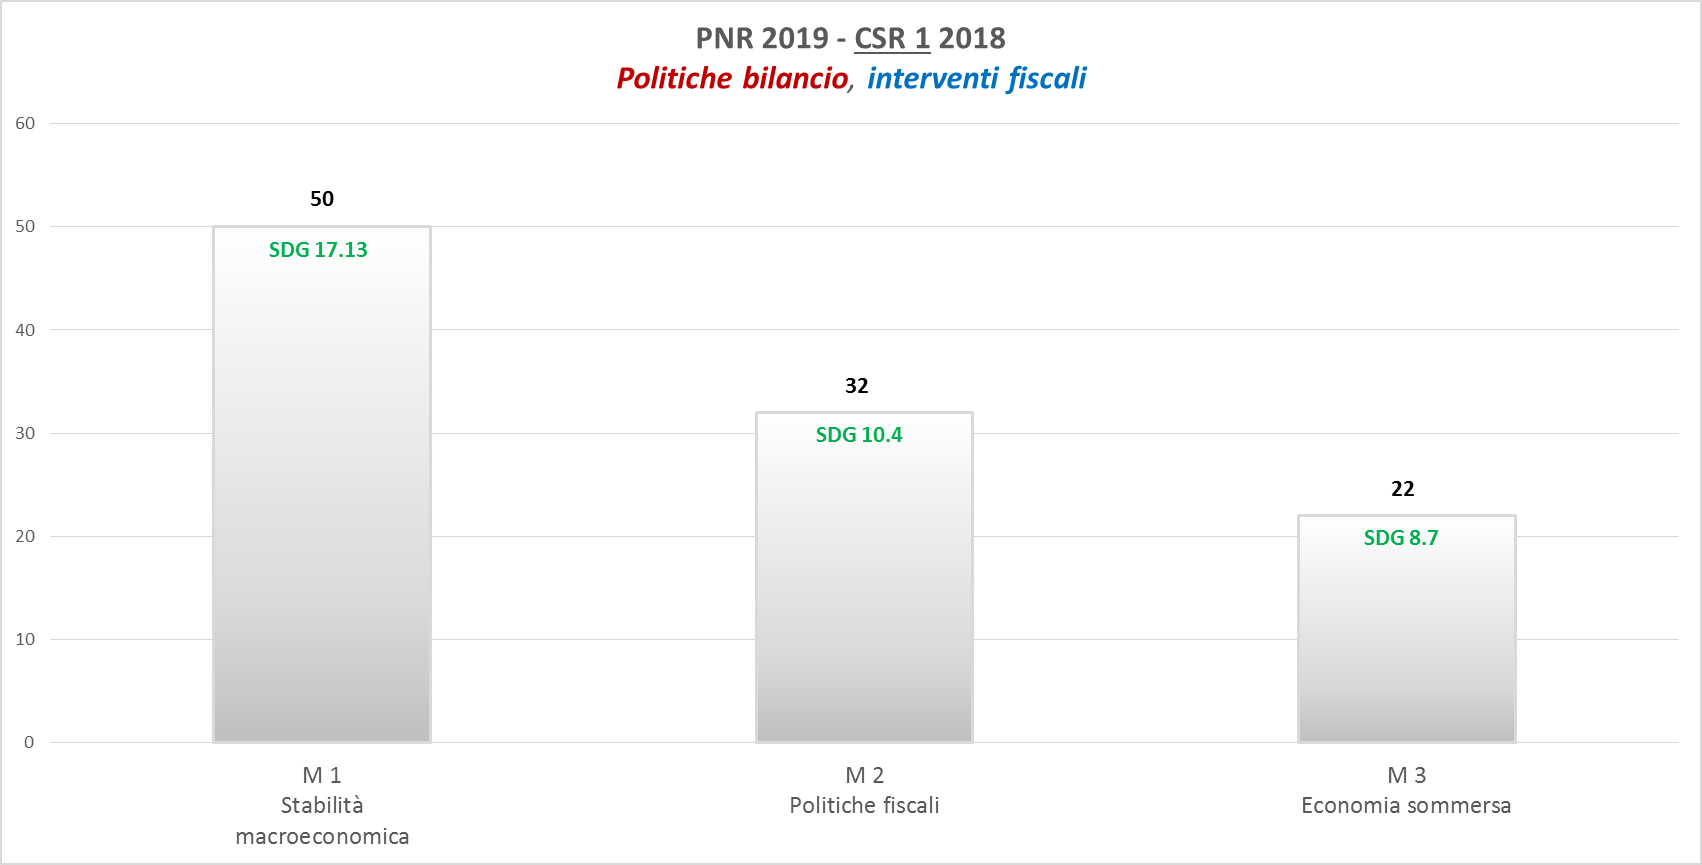 PNR 2019 - CSR 1 2018
Politiche bilancio, interventi fiscali
60
50
40
30
20
10
0
50
SDG 17.13
32
SDG 10.4
22
SDG 8.7
M 1
Stabilità
macroeconomica
M 2
Politiche fiscali
M 3
Economia sommersa